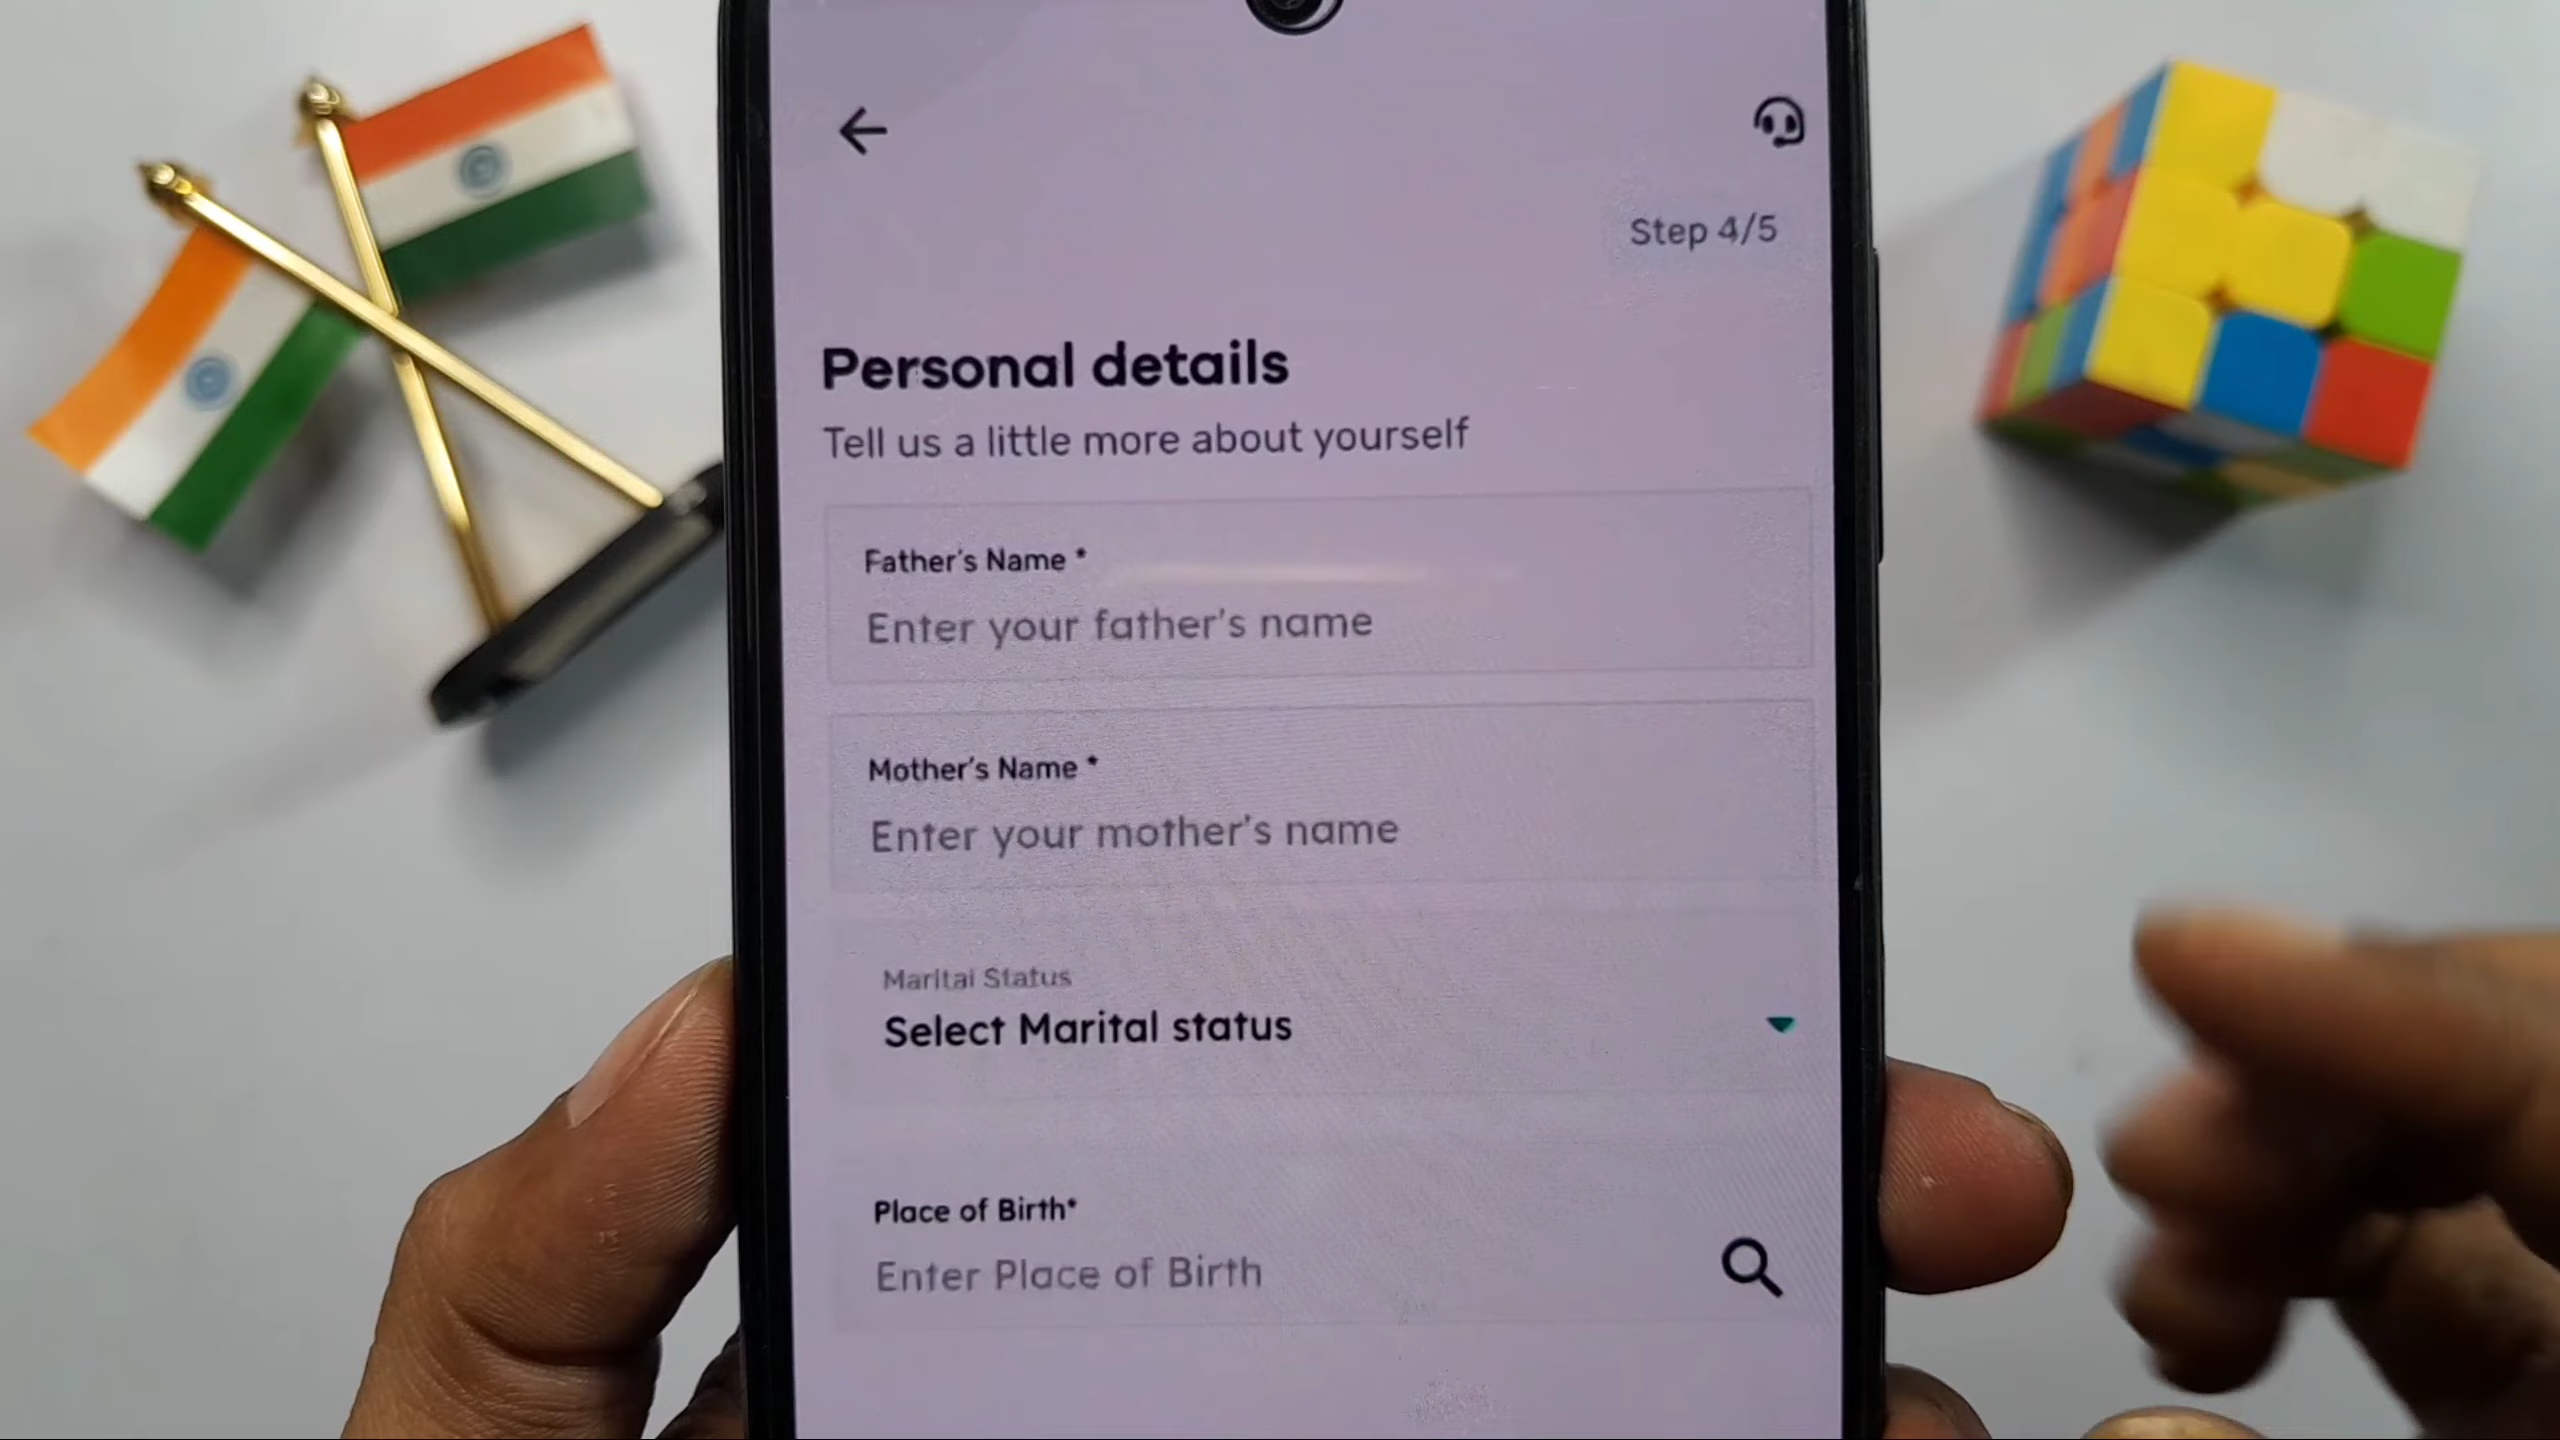 Step 4/5
Personal details
Tell us a little more about yourself
Father's Name *
Enter your father's name
Mother's Name *
Enter your mother's name
Marital Status
Select Marital status
Place of Birth*
Enter Place of Birth